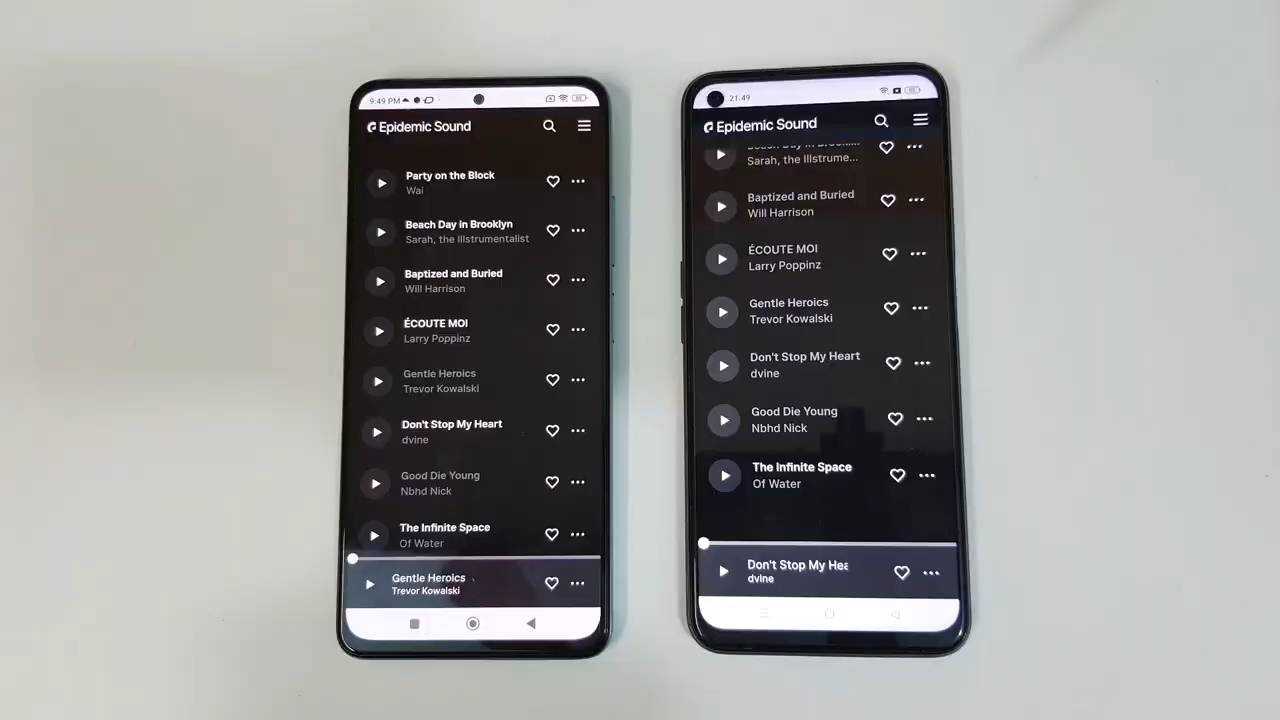 9:49 PM
Epidemic Sound
Party on the Block
Wai
Beach Day in Brooklyn
Sarah, the Illstrumentalist
Baptized and Buried
Will Harrison
ÉCOUTE MOI
Larry Poppinz
Gentle Heroics
Trevor Kowalski
Don't Stop My Heart
dvine
Good Die Young
Nbhd Nick
The Infinite Space
Of Water
Gentle Heroics
Trevor Kowalski
21:49
Epidemic Sound
Sarah, the Illstrume...
Baptized and Buried
Will Harrison
ÉCOUTE MOI
Larry Poppinz
Gentle Heroics
Trevor Kowalski
Don't Stop My Heart
dvine
Good Die Young
Nbhd Nick
The Infinite Space
Of Water
Don't Stop My Hea
dvine